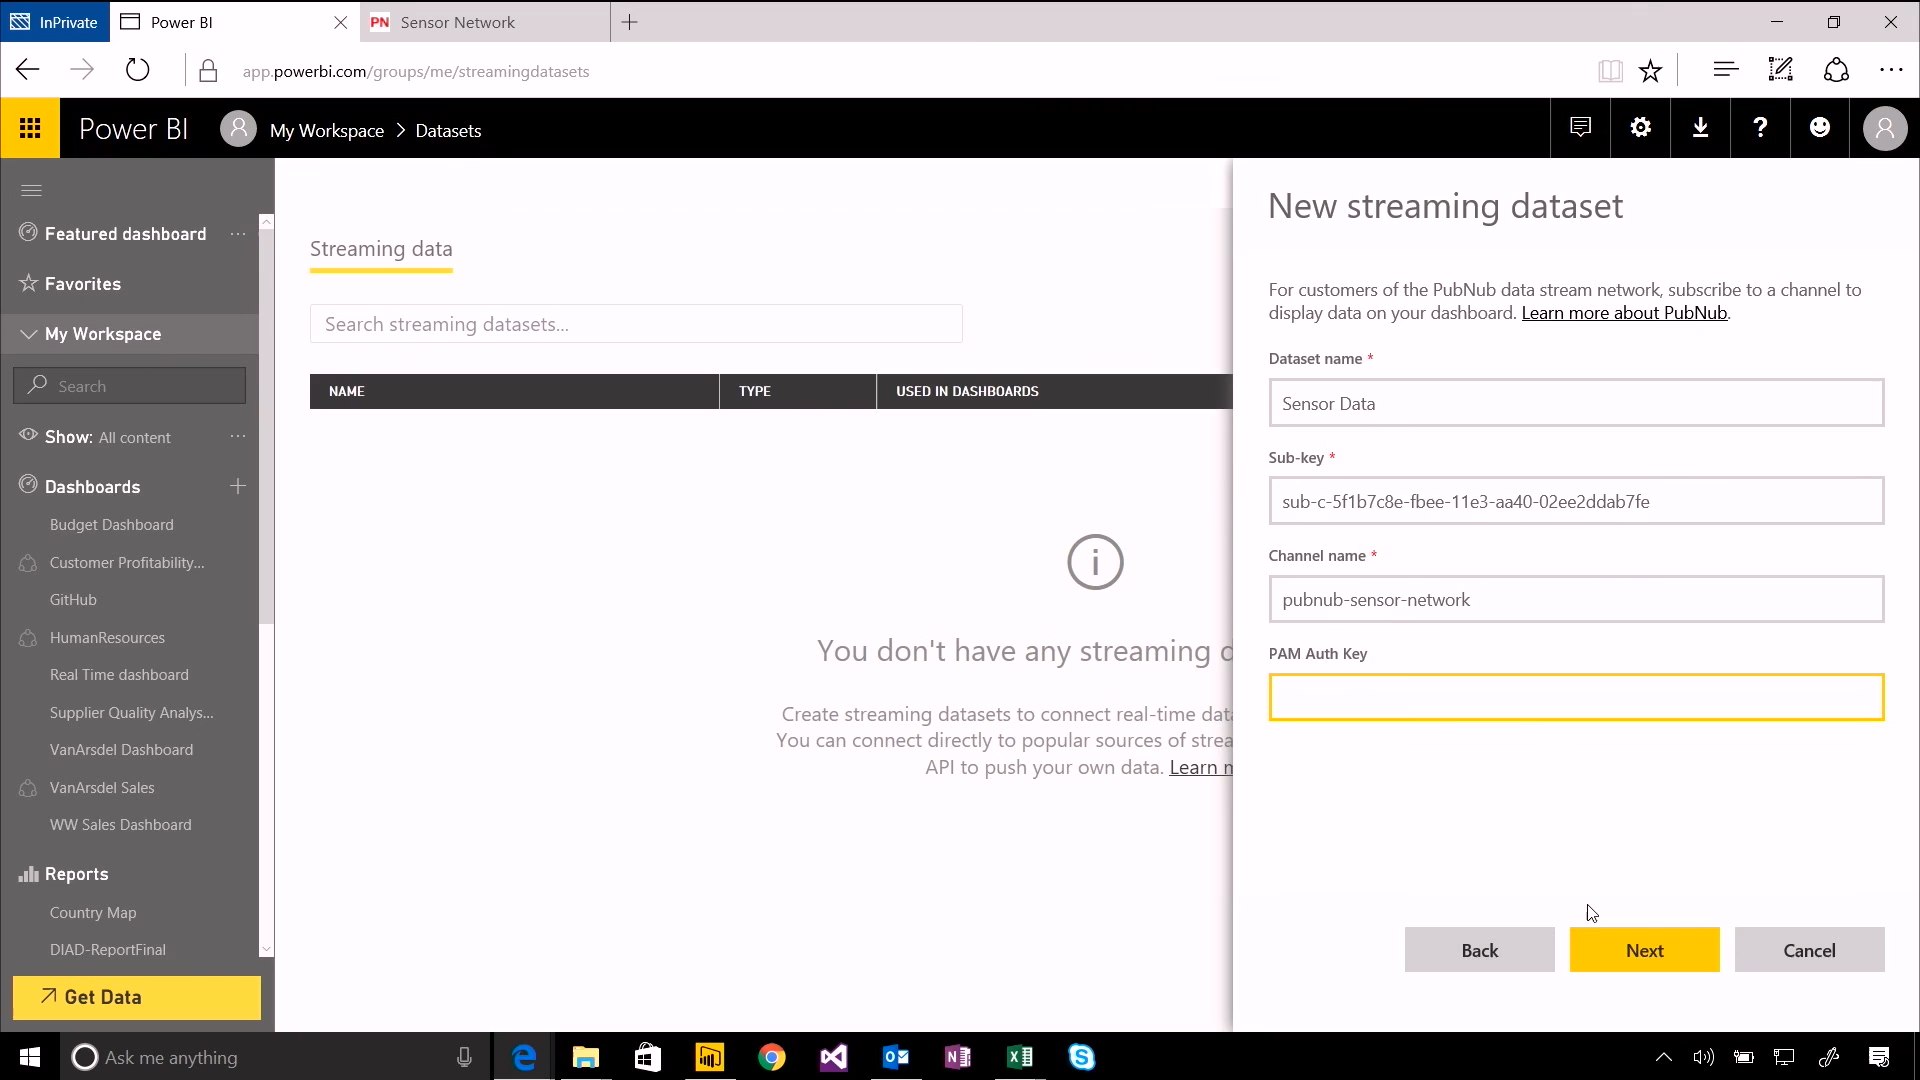 InPrivate
Power BI
PN Sensor Network
app.powerbi.com/groups/me/streamingdatasets
Power BI
My Workspace > Datasets
Featured dashboard
Favorites
My Workspace
Search
Show: All content
Dashboards
Budget Dashboard
Customer Profitability...
GitHub
HumanResources
Real Time dashboard
Supplier Quality Analys...
VanArsdel Dashboard
VanArsdel Sales
WW Sales Dashboard
Reports
Country Map
DIAD-ReportFinal
Get Data
Streaming data
Search streaming datasets...
NAME TYPE USED IN DASHBOARDS
You don't have any streaming d
Create streaming datasets to connect real-time data
You can connect directly to popular sources of strea
API to push your own data. Learn m
New streaming dataset
For customers of the PubNub data stream network, subscribe to a channel to
display data on your dashboard. Learn more about PubNub.
Dataset name *
Sensor Data
Sub-key *
sub-c-5f1b7c8e-fbee-11e3-aa40-02ee2ddab7fe
Channel name *
pubnub-sensor-network
PAM Auth Key
Back
Next
Cancel
Ask me anything